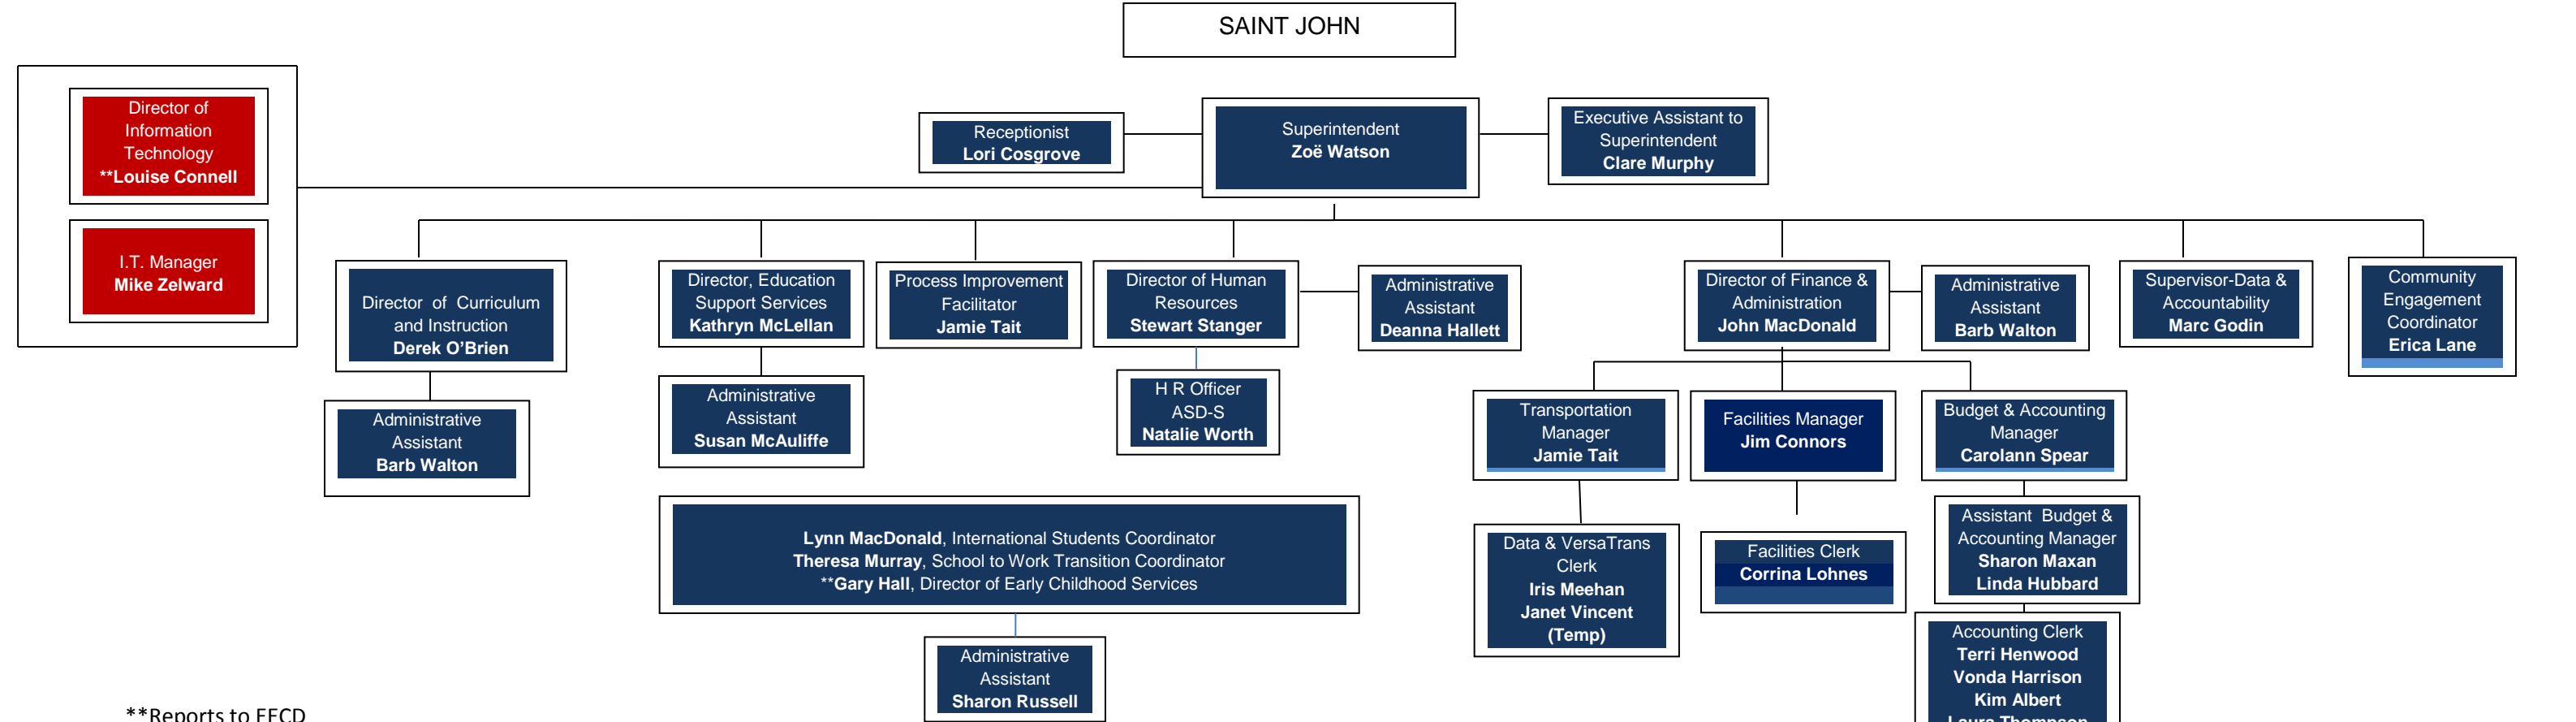 SAINT JOHN
Director of
Information
Technology
**Louise Connell
I.T. Manager
Mike Zelward
Receptionist
Lori Cosgrove
Superintendent
Zoë Watson
Executive Assistant to
Superintendent
Clare Murphy
Director of Curriculum
and Instruction
Derek O’Brien
Administrative
Assistant
Barb Walton
Director, Education
Support Services
Kathryn McLellan
Administrative
Assistant
Susan McAuliffe
Process Improvement
Facilitator
Jamie Tait
Director of Human
Resources
Stewart Stanger
Administrative
Assistant
Deanna Hallett
H R Officer
ASD-S
Natalie Worth
Director of Finance &
Administration
John MacDonald
Administrative
Assistant
Barb Walton
Supervisor-Data &
Accountability
Marc Godin
Community
Engagement
Coordinator
Erica Lane
Transportation
Manager
Jamie Tait
Facilities Manager
Jim Connors
Budget & Accounting
Manager
Carolann Spear
Lynn MacDonald, International Students Coordinator
Theresa Murray, School to Work Transition Coordinator
**Gary Hall, Director of Early Childhood Services
Administrative
Assistant
Sharon Russell
Data & VersaTrans
Clerk
Iris Meehan
Janet Vincent
(Temp)
Facilities Clerk
Corrina Lohnes
Assistant Budget &
Accounting Manager
Sharon Maxan
Linda Hubbard
Accounting Clerk
Terri Henwood
Vonda Harrison
Kim Albert
Laura Thompson
**Reports to EECD